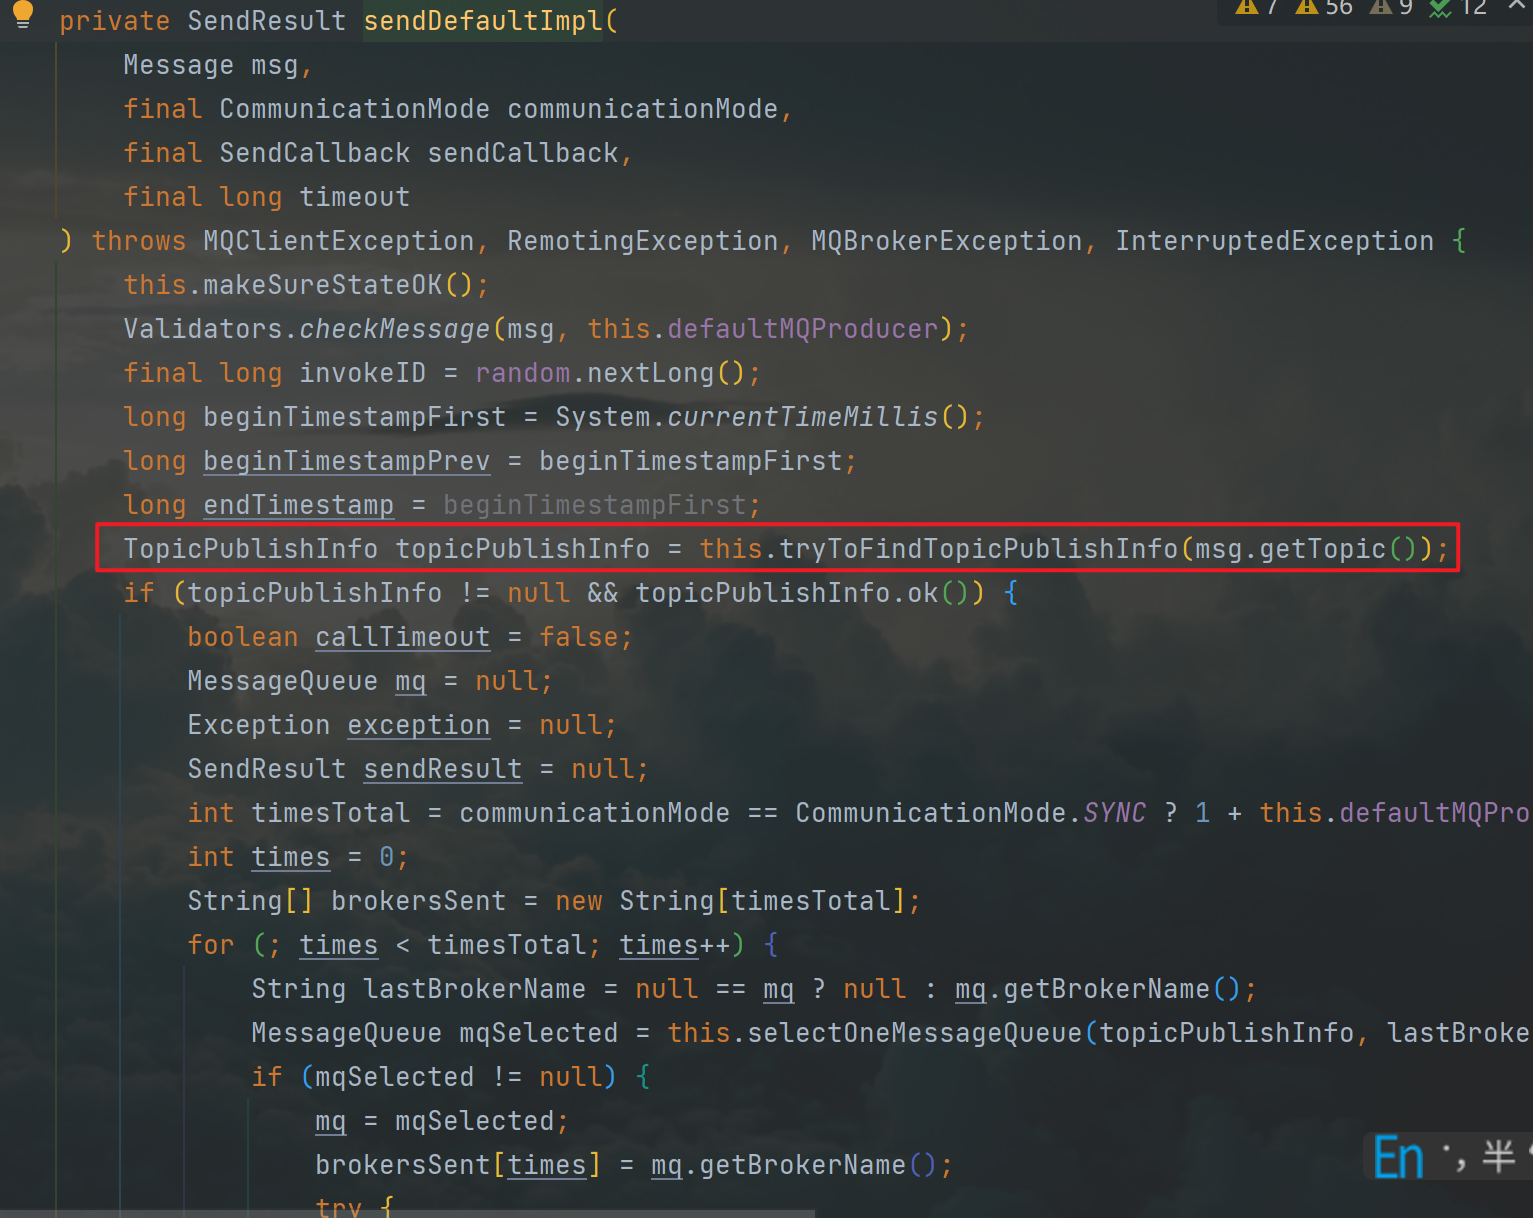 private SendResult sendDefaultImpl(
7 56 9 12
Message msg,
final CommunicationMode communicationMode,
final SendCallback sendCallback,
final long timeout
) throws MQClientException, RemotingException, MQBrokerException, InterruptedException {
this.makeSureStateOK();
Validators.checkMessage(msg, this.defaultMQProducer);
final long invokeID = random.nextLong();
long beginTimestampFirst = System.currentTimeMillis();
long beginTimestampPrev = beginTimestampFirst;
long endTimestamp = beginTimestampFirst;
TopicPublishInfo topicPublishInfo = this.tryToFindTopicPublishInfo(msg.getTopic());
if (topicPublishInfo != null && topicPublishInfo.ok()) {
boolean callTimeout = false;
MessageQueue mq = null;
Exception exception = null;
SendResult sendResult = null;
int timesTotal = communicationMode == CommunicationMode.SYNC ? 1 + this.defaultMQPro
int times = 0;
String[] brokersSent = new String[timesTotal];
for (; times < timesTotal; times++) {
String lastBrokerName = null == mq ? null : mq.getBrokerName();
MessageQueue mqSelected = this.selectOneMessageQueue(topicPublishInfo, lastBroke
if (mqSelected != null) {
mq = mqSelected;
brokersSent[times] = mq.getBrokerName();
try {
En ·, 半